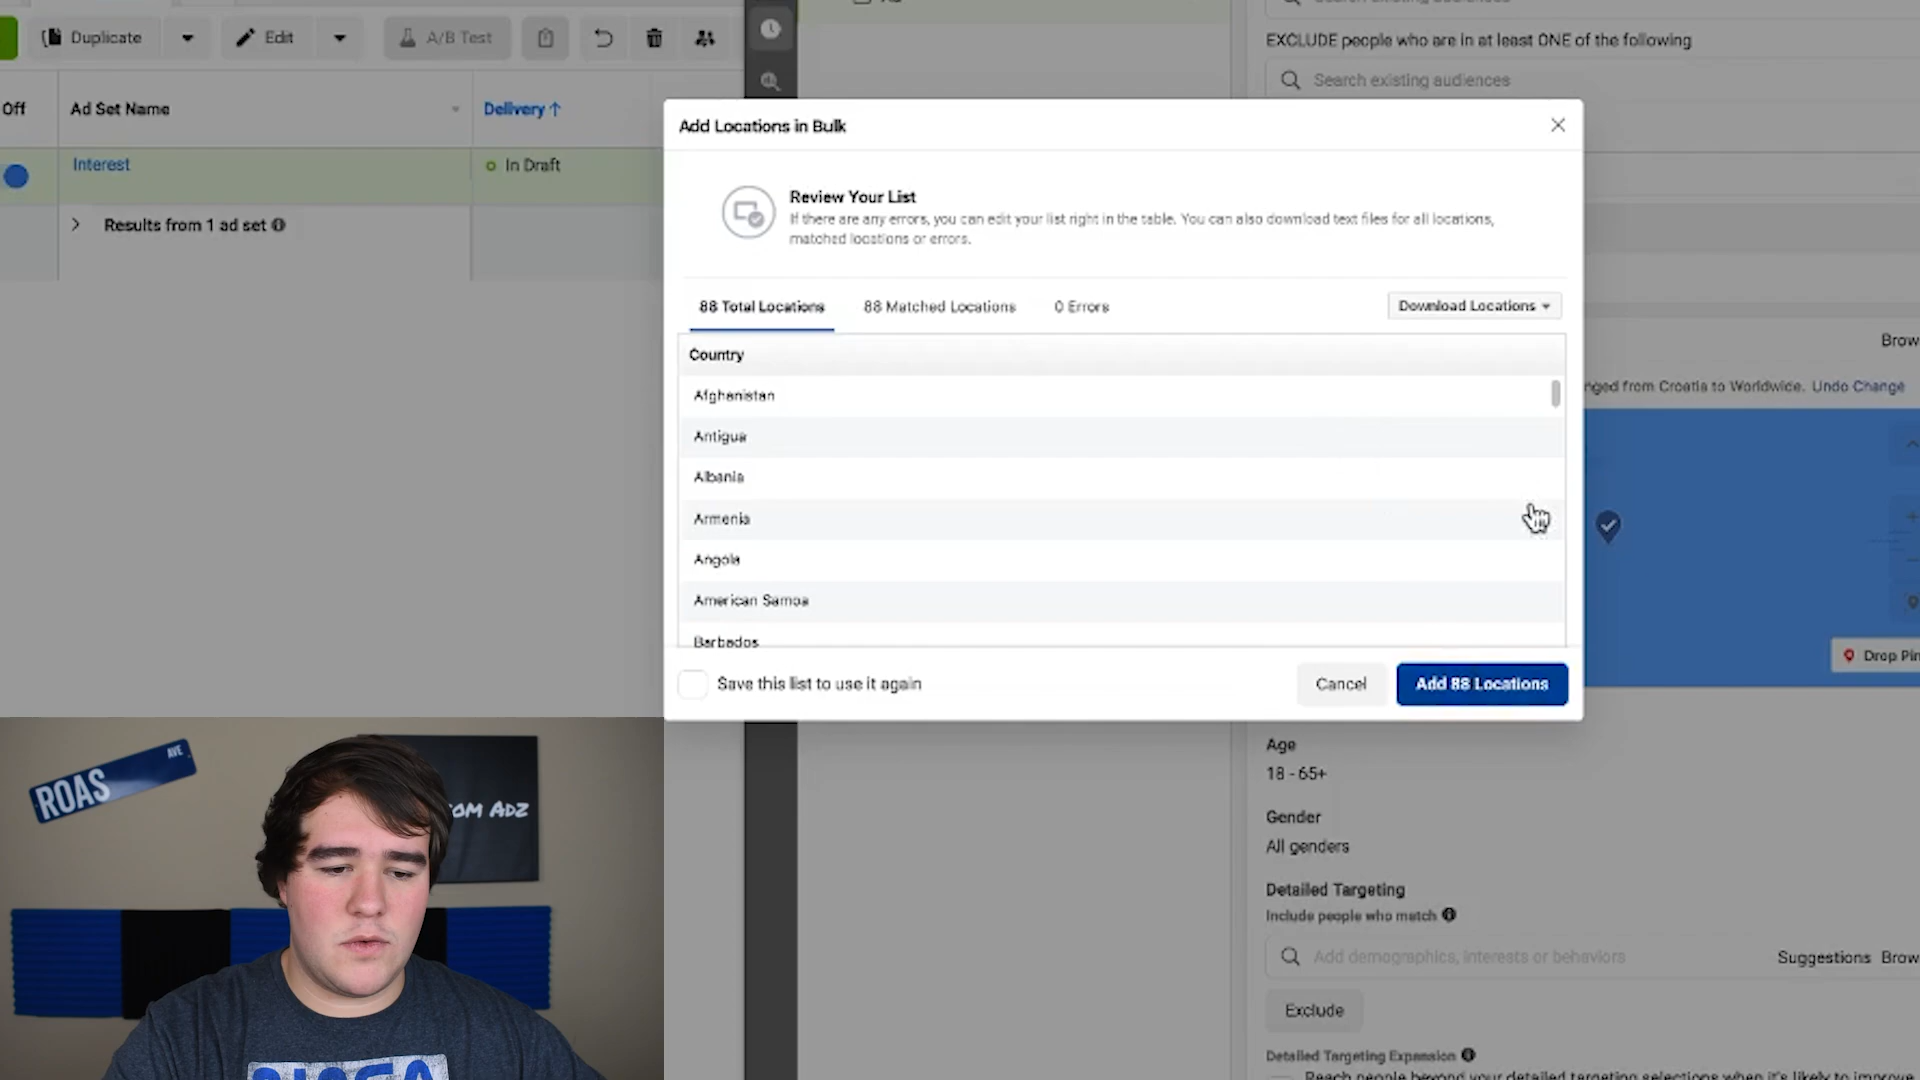 Duplicate
Edit
A/B Test
EXCLUDE people who are in at least ONE of the following
Search existing audiences
Off
Ad Set Name
Delivery ↑
Interest
In Draft
Results from 1 ad set
Add Locations in Bulk
Review Your List
If there are any errors, you can edit your list right in the table. You can also download text files for all locations,
matched locations or errors.
88 Total Locations
88 Matched Locations
0 Errors
Download Locations
Country
Afghanistan
Antigua
Albania
Armenia
Angola
American Samoa
Barbados
Save this list to use it again
Cancel
Add 88 Locations
Brow
nged from Croatia to Worldwide. Undo Change
Drop Pin
Age
18 - 65+
Gender
All genders
Detailed Targeting
Include people who match
Add demographics, interests or behaviors
Suggestions
Brow
Exclude
Detailed Targeting Expansion
Reach people beyond your detailed targeting selections when it's likely to improve
ROAS AVE
OM ADZ